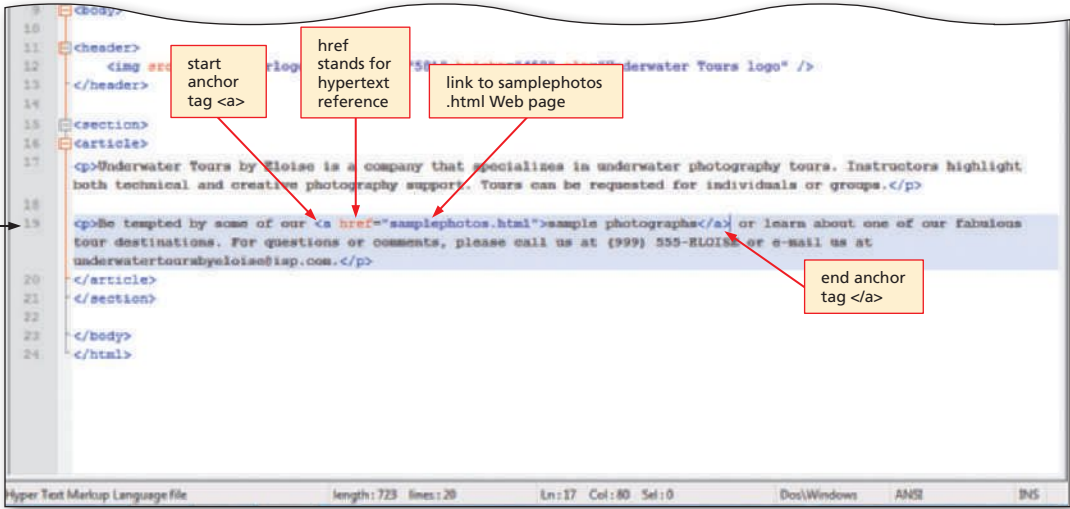 9 <body>
10
11 <header>
12 <img src rlogo "Underwater Tours logo" />
13 </header>
14
15 <section>
16 <article>
17 <p>Underwater Tours by Eloise is a company that specializes in underwater photography tours. Instructors highlight
both technical and creative photography support. Tours can be requested for individuals or groups.</p>
18
19 <p>Be tempted by some of our <a href="samplephotos.html">sample photographs</a> or learn about one of our fabulous
tour destinations. For questions or comments, please call us at (999) 555-ELOISE or e-mail us at
underwatertoursbyeloise@isp.com.</p>
20 </article>
21 </section>
22
23 </body>
24 </html>
start
anchor
tag <a>
href
stands for
hypertext
reference
link to samplephotos
.html Web page
end anchor
tag </a>
Hyper Text Markup Language file length : 723 lines : 20 Ln : 17 Col : 80 Sel : 0 Dos\Windows ANSI INS